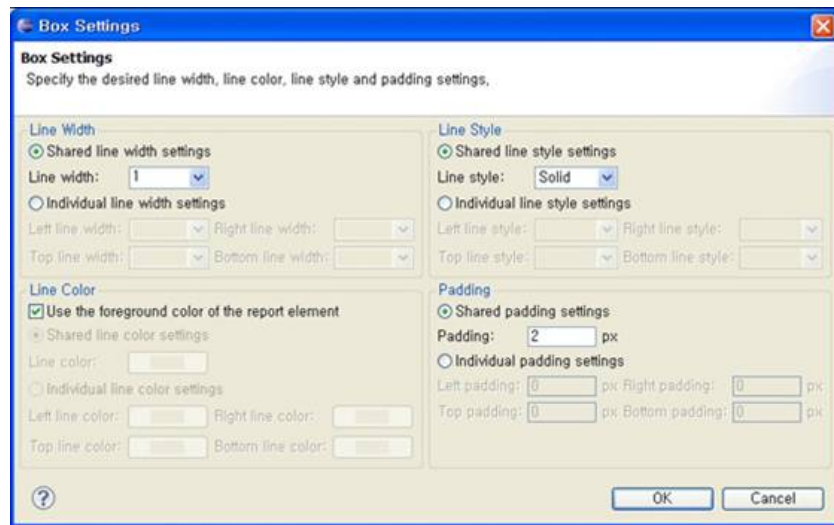 Box Settings
Box Settings
Specify the desired line width, line color, line style and padding settings,
Line Width
Shared line width settings
Line width: 1
Individual line width settings
Left line width: Right line width:
Top line width: Bottom line width:
Line Style
Shared line style settings
Line style: Solid
Individual line style settings
Left line style: Right line style:
Top line style: Bottom line style:
Line Color
Use the foreground color of the report element
Shared line color settings
Line color:
Individual line color settings
Left line color: Right line color:
Top line color: Bottom line color:
Padding
Shared padding settings
Padding: 2 px
Individual padding settings
Left padding: 0 px Right padding: 0 px
Top padding: 0 px Bottom padding: 0 px
?
OK Cancel